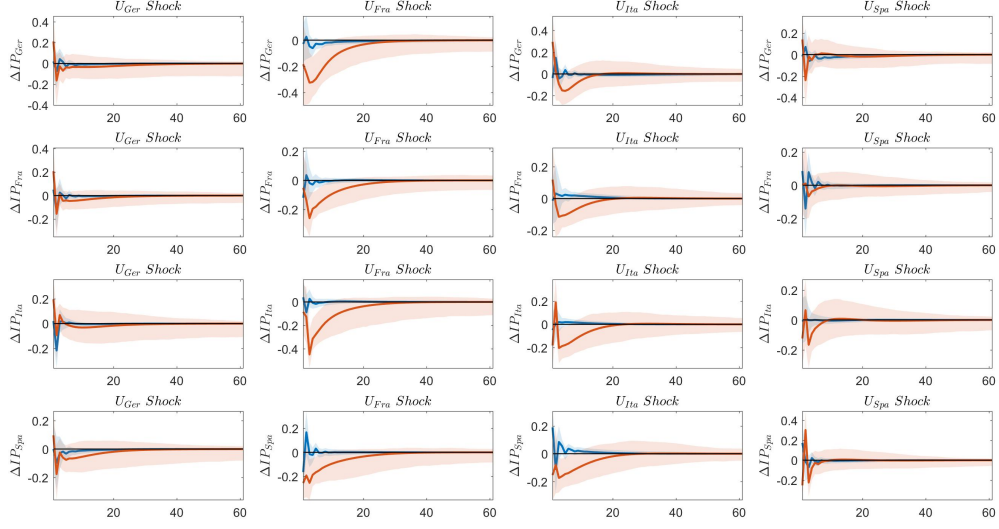 U_Ger Shock U_Fra Shock U_Ita Shock U_Spa Shock
ΔIP_Ger 0.4 0.2 0 -0.2 -0.4
ΔIP_Ger 0 -0.2 -0.4
ΔIP_Ger 0.4 0.2 0 -0.2
ΔIP_Ger 0.4 0.2 0 -0.2 -0.4
20 40 60 20 40 60 20 40 60 20 40 60
U_Ger Shock U_Fra Shock U_Ita Shock U_Spa Shock
ΔIP_Fra 0.4 0.2 0 -0.2
ΔIP_Fra 0.2 0 -0.2 -0.4
ΔIP_Fra 0.2 0 -0.2
ΔIP_Fra 0.2 0 -0.2
20 40 60 20 40 60 20 40 60 20 40 60
U_Ger Shock U_Fra Shock U_Ita Shock U_Spa Shock
ΔIP_Ita 0.2 0 -0.2
ΔIP_Ita 0 -0.2 -0.4
ΔIP_Ita 0.2 0 -0.2
ΔIP_Ita 0.2 0 -0.2
20 40 60 20 40 60 20 40 60 20 40 60
U_Ger Shock U_Fra Shock U_Ita Shock U_Spa Shock
ΔIP_Spa 0.2 0 -0.2
ΔIP_Spa 0.2 0 -0.2
ΔIP_Spa 0.2 0 -0.2
ΔIP_Spa 0.4 0.2 0 -0.2
20 40 60 20 40 60 20 40 60 20 40 60